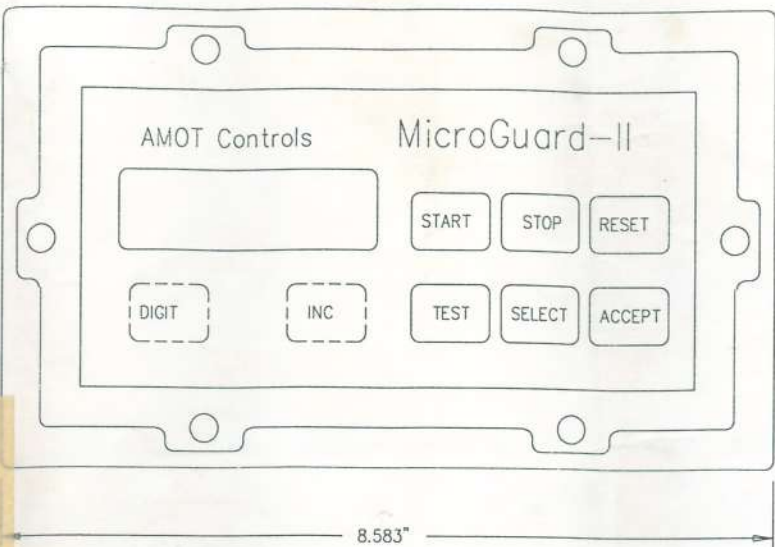 AMOT Controls MicroGuard-II
START STOP RESET
DIGIT INC TEST SELECT ACCEPT
8.583"